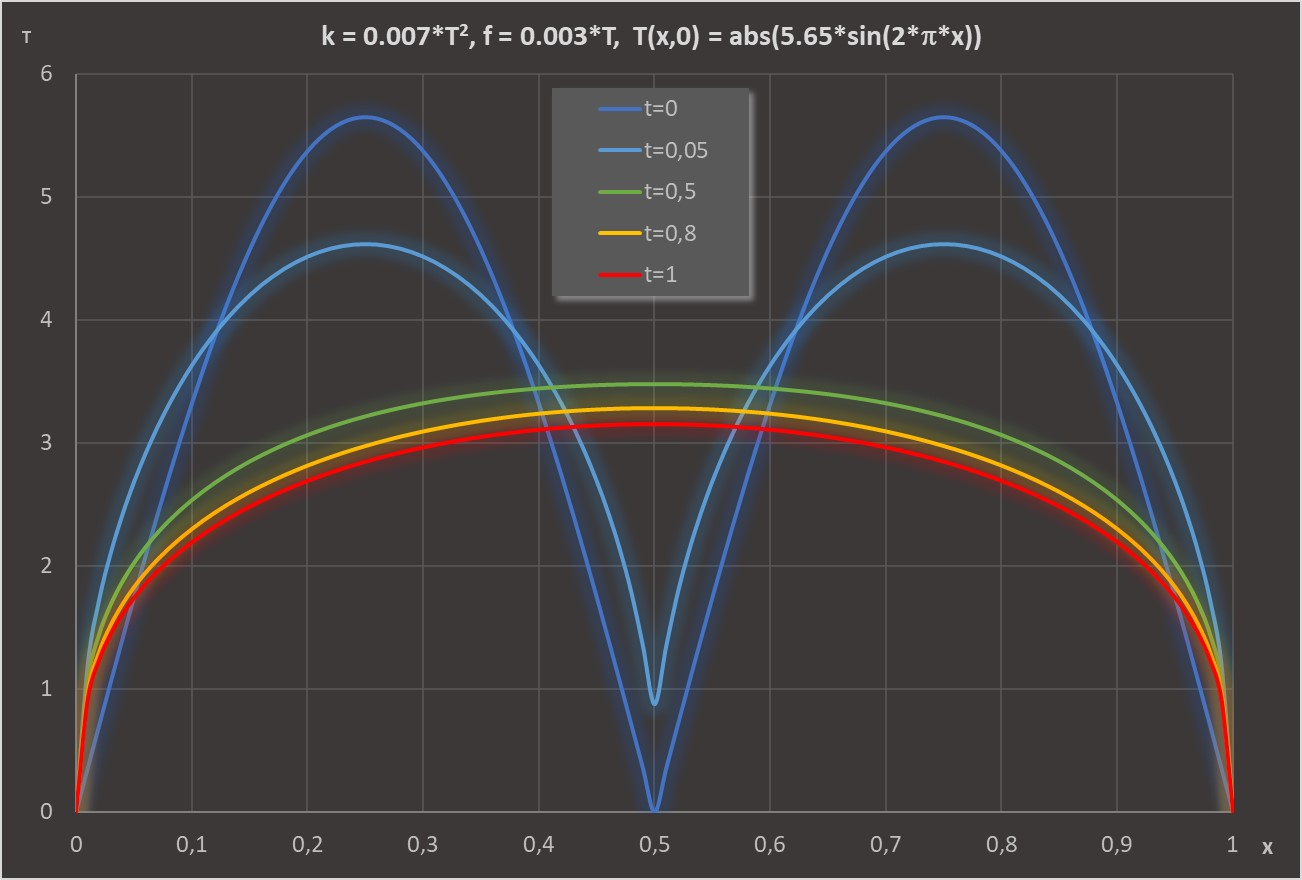 T
k = 0.007*T², f = 0.003*T,  T(x,0) = abs(5.65*sin(2*π*x))
6
5
4
3
2
1
0
t=0
t=0,05
t=0,5
t=0,8
t=1
0 0,1 0,2 0,3 0,4 0,5 0,6 0,7 0,8 0,9 1 x